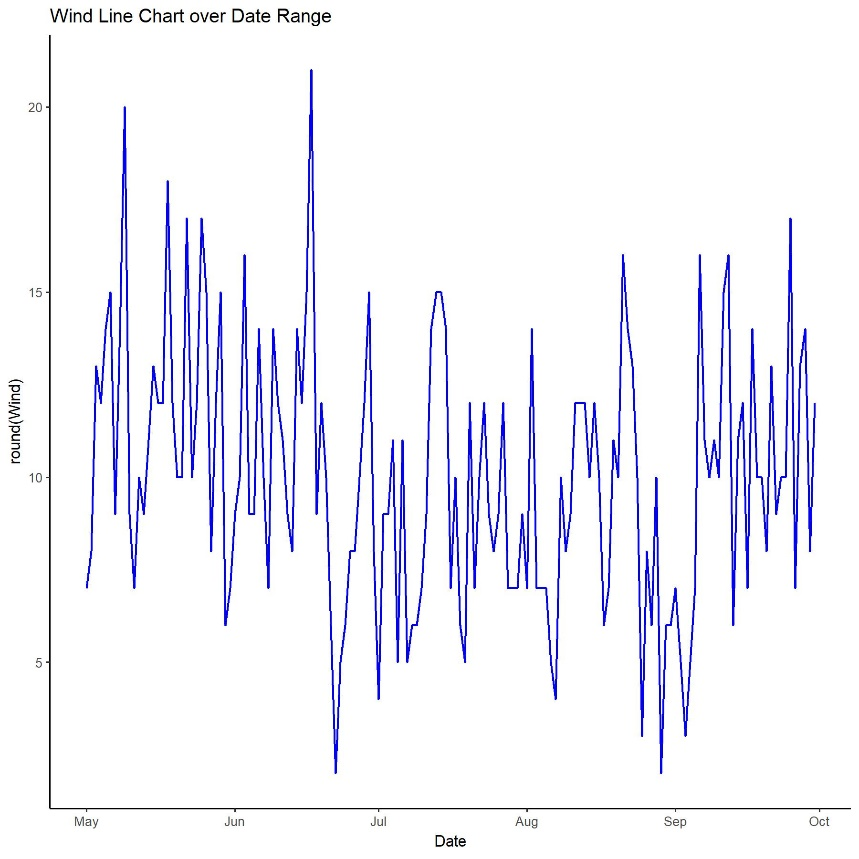 Wind Line Chart over Date Range
round(Wind)
20
15
10
5
May Jun Jul Aug Sep Oct
Date